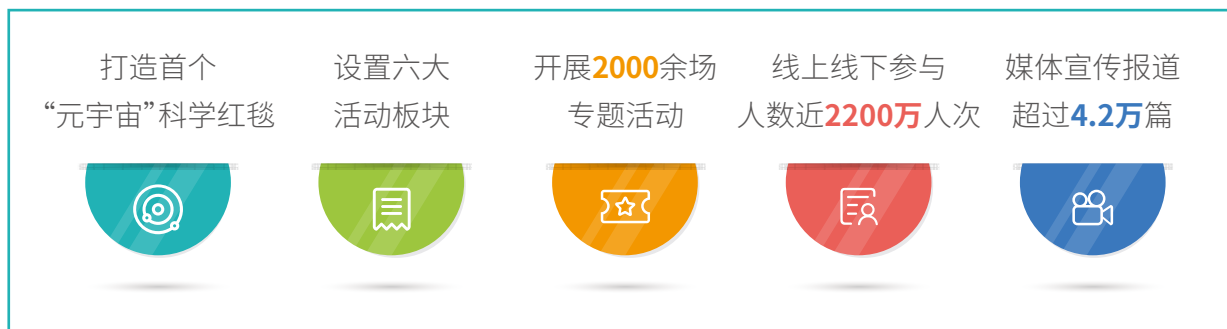 打造首个
“元宇宙”科学红毯
设置六大
活动板块
开展2000余场
专题活动
线上线下参与
人数近2200万人次
媒体宣传报道
超过4.2万篇